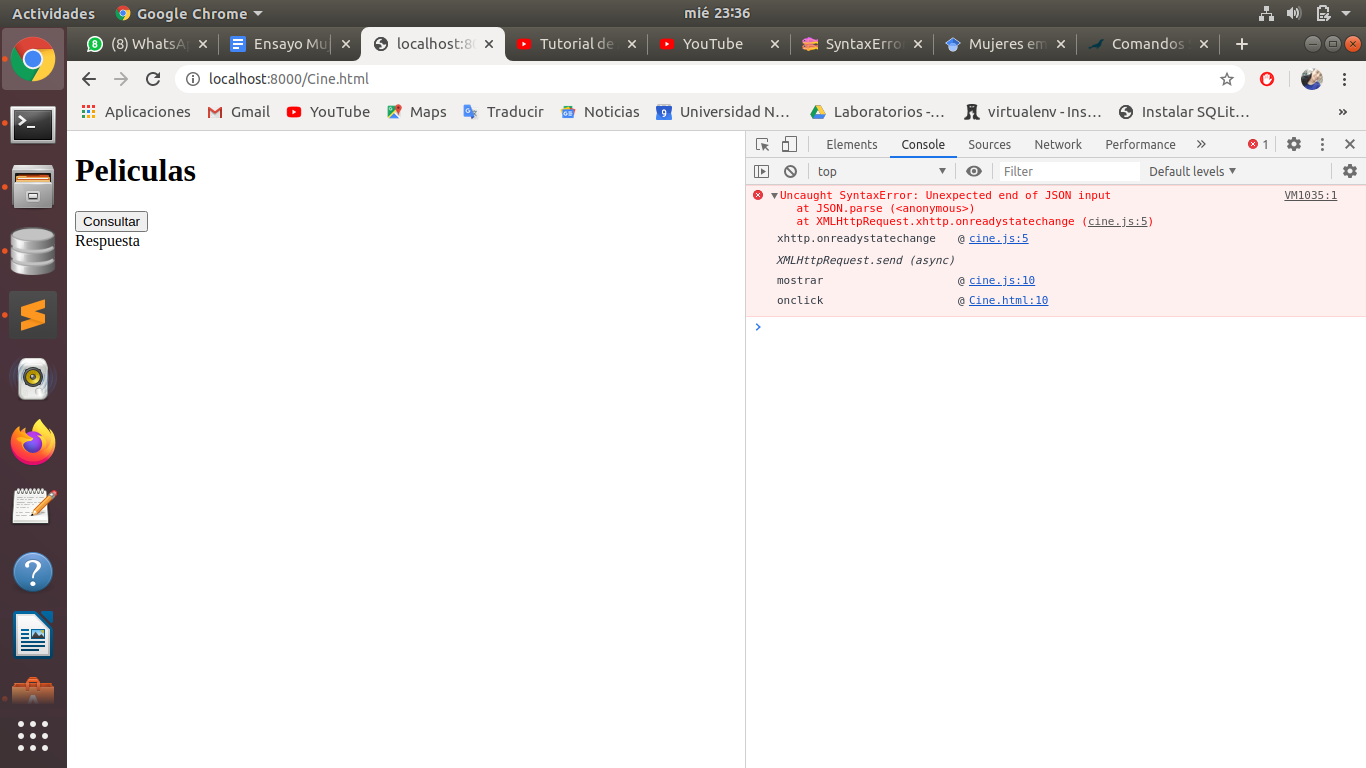 Actividades Google Chrome mié 23:36
(8) WhatsA Ensayo Mu localhost:80 Tutorial de YouTube SyntaxErro Mujeres em Comandos
localhost:8000/Cine.html
Aplicaciones Gmail YouTube Maps Traducir Noticias Universidad N... Laboratorios -... virtualenv - Ins... Instalar SQLit... »
Peliculas
Consultar
Respuesta
Elements Console Sources Network Performance » 1
top Filter Default levels
Uncaught SyntaxError: Unexpected end of JSON input VM1035:1
at JSON.parse (<anonymous>)
at XMLHttpRequest.xhttp.onreadystatechange (cine.js:5)
xhttp.onreadystatechange @ cine.js:5
XMLHttpRequest.send (async)
mostrar @ cine.js:10
onclick @ Cine.html:10